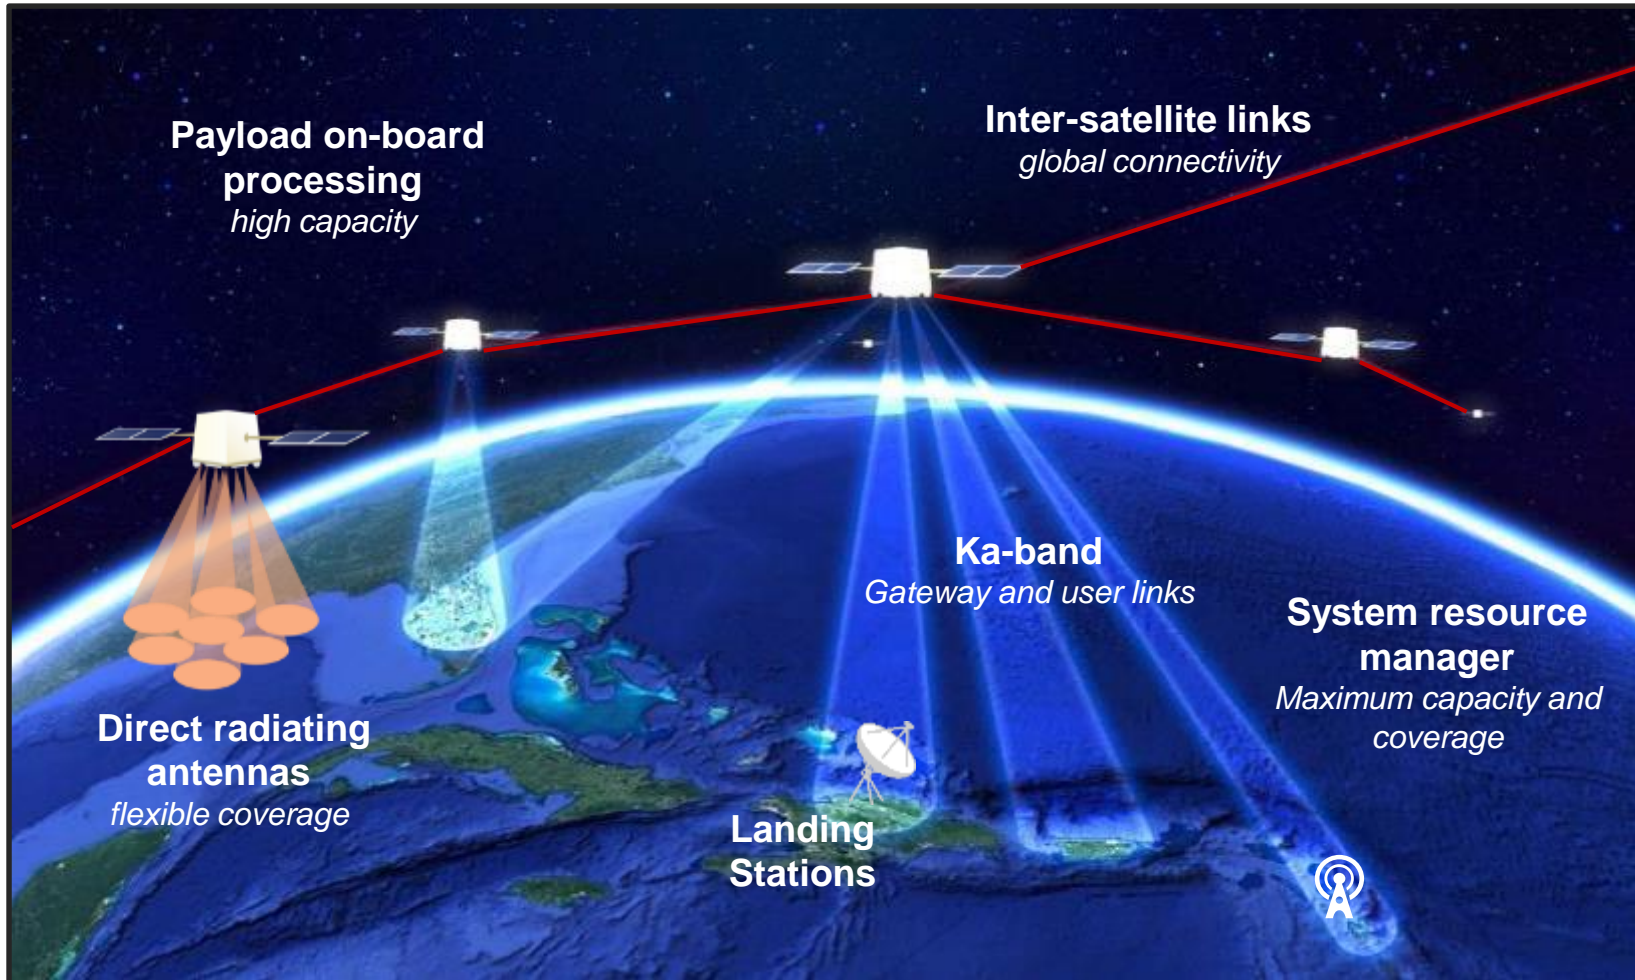 Payload on-board
processing
high capacity
Inter-satellite links
global connectivity
Ka-band
Gateway and user links
System resource
manager
Maximum capacity and
coverage
Direct radiating
antennas
flexible coverage
Landing
Stations